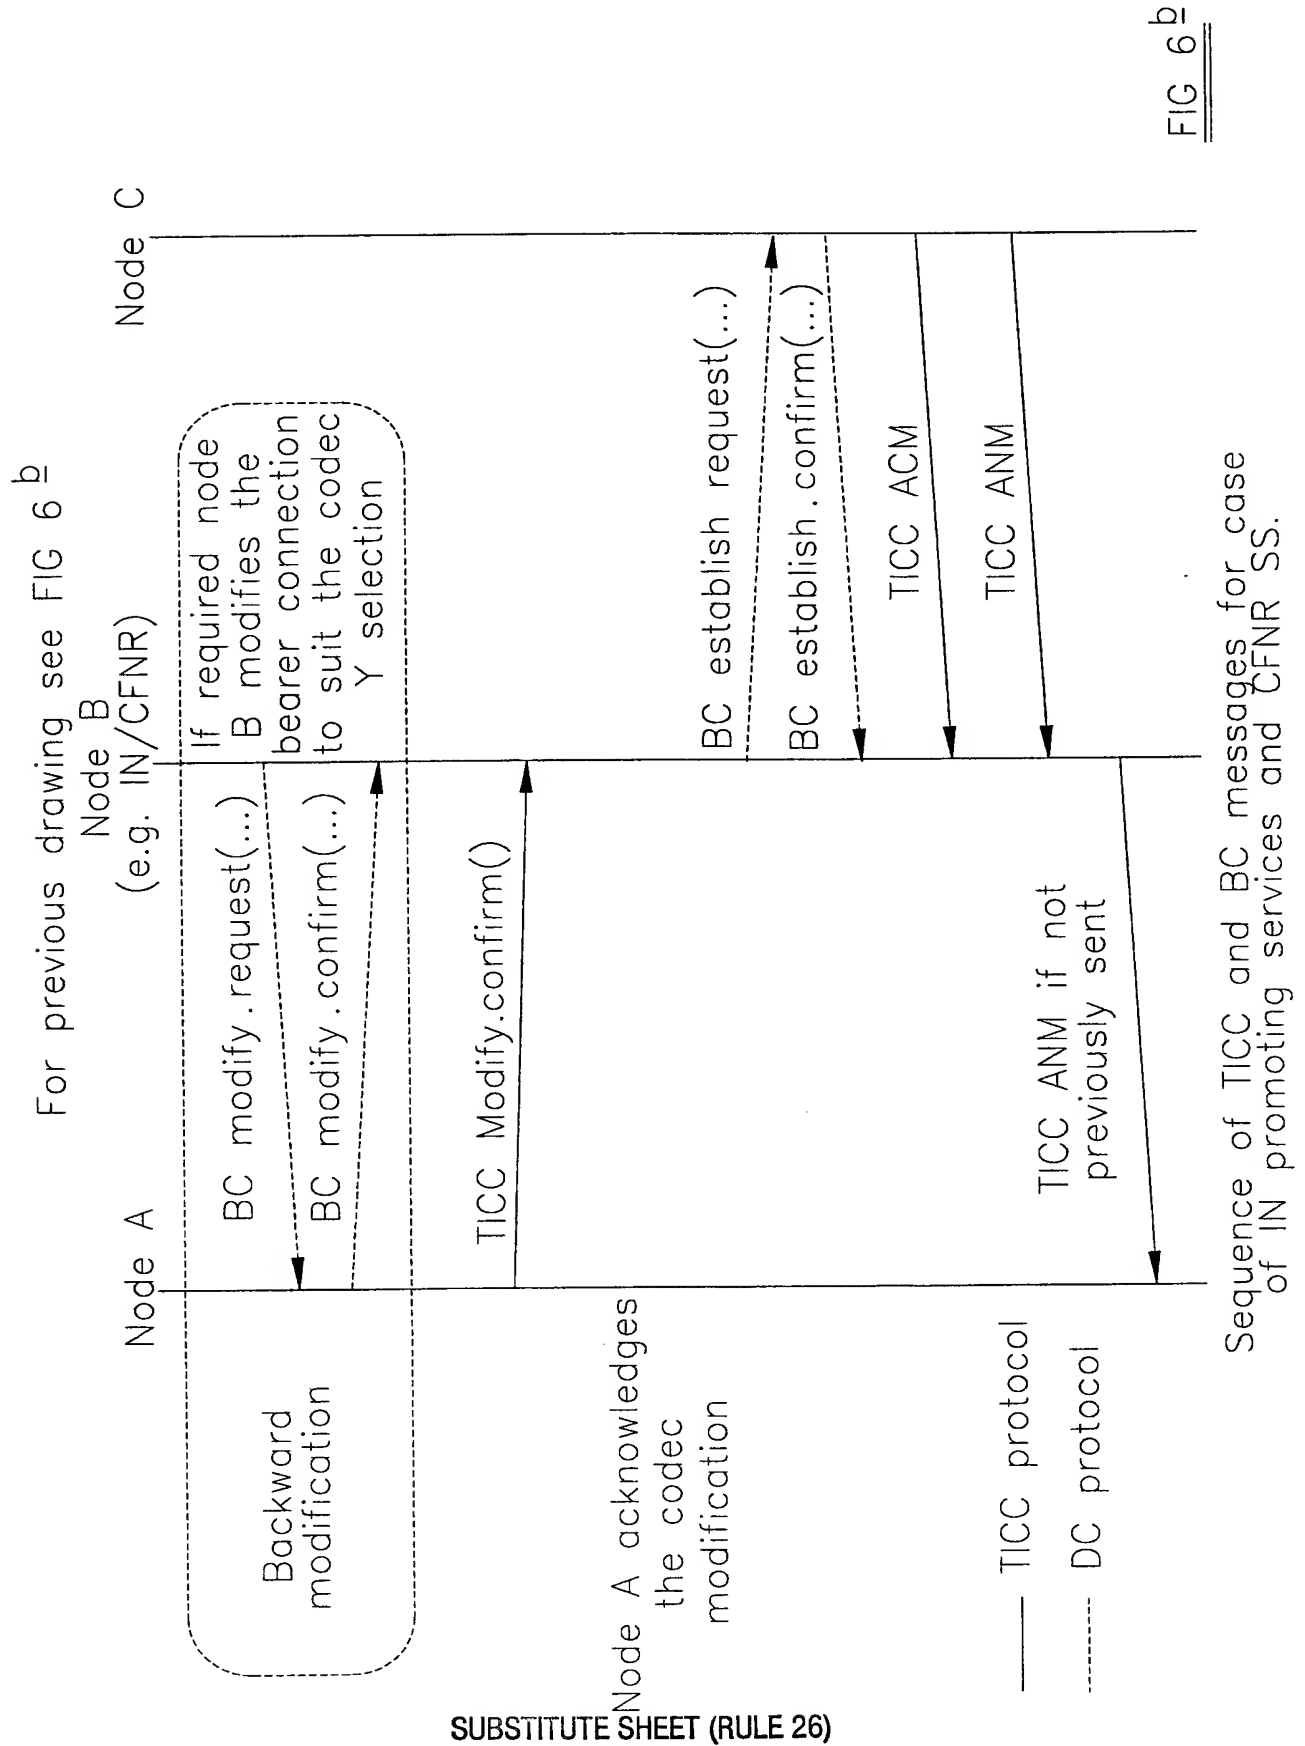 For previous drawing see FIG 6b
Node A
Node B
(e.g. IN/CFNR)
Node C
Backward
modification
BC modify.request(...)
BC modify.confirm(...)
If required node
B modifies the
bearer connection
to suit the codec
Y selection
TICC Modify.confirm()
Node A acknowledges
the codec
modification
BC establish request(...)
BC establish.confirm(...)
TICC ACM
TICC ANM
TICC ANM if not
previously sent
TICC protocol
DC protocol
Sequence of TICC and BC messages for case
of IN promoting services and CFNR SS.
FIG 6b
SUBSTITUTE SHEET (RULE 26)